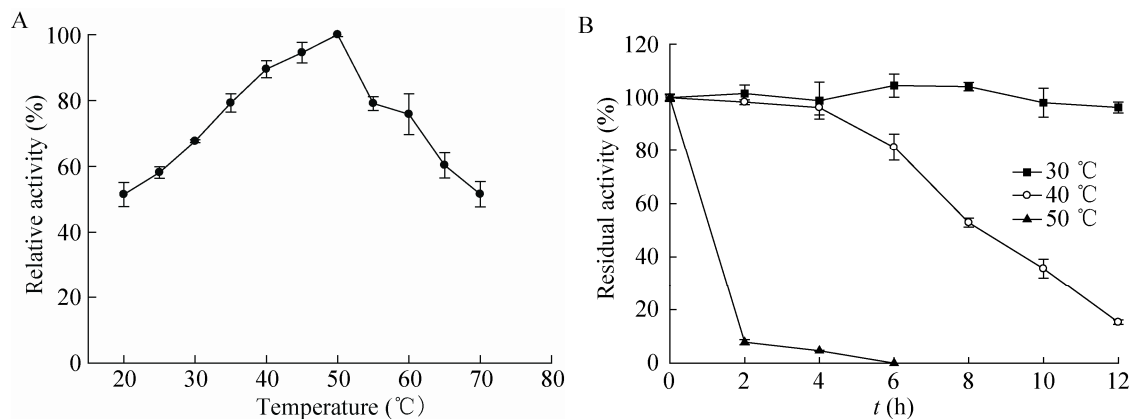 A
Relative activity (%)
100
80
60
40
20
0
20 30 40 50 60 70 80
Temperature (℃)
B
Residual activity (%)
120
100
80
60
40
20
0
30 ℃
40 ℃
50 ℃
0 2 4 6 8 10 12
t (h)